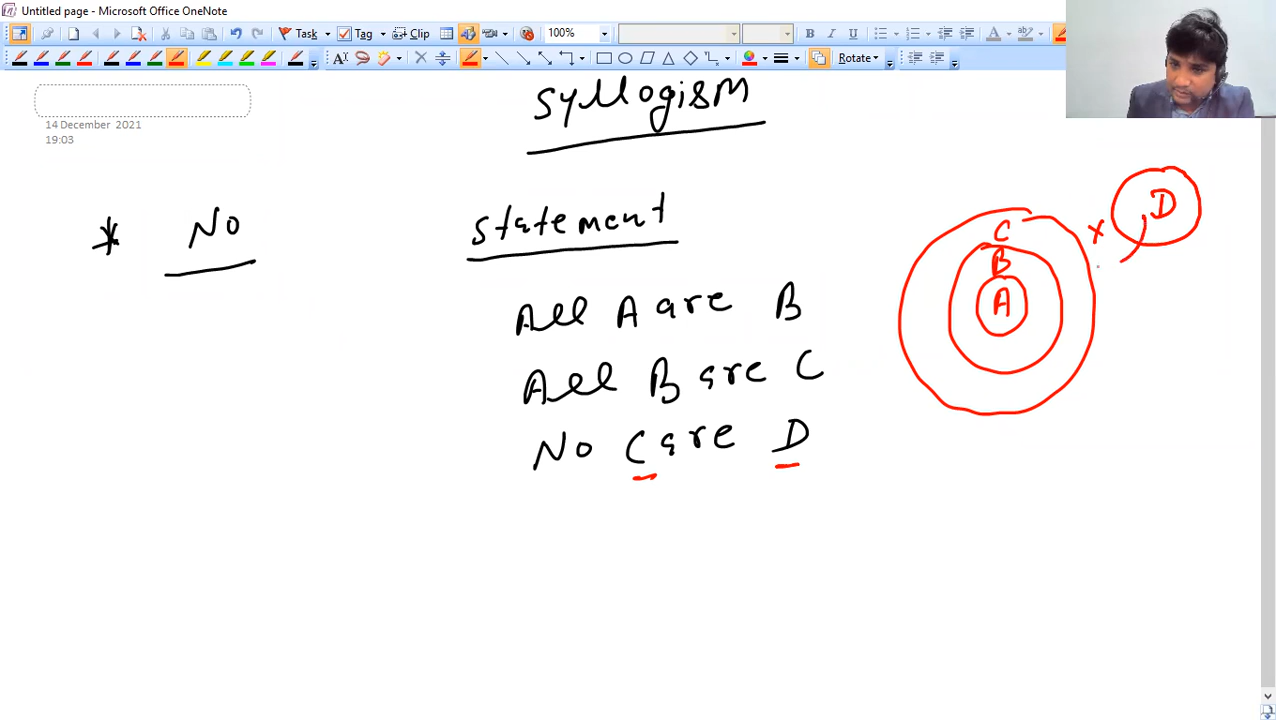 Untitled page - Microsoft Office OneNote
Task Tag Clip 100% B I U A ab
Rotate
14 December 2021
19:03
Syllogism
* No
Statement
All A are B
All B are C
No C are D
C
B
A
x D